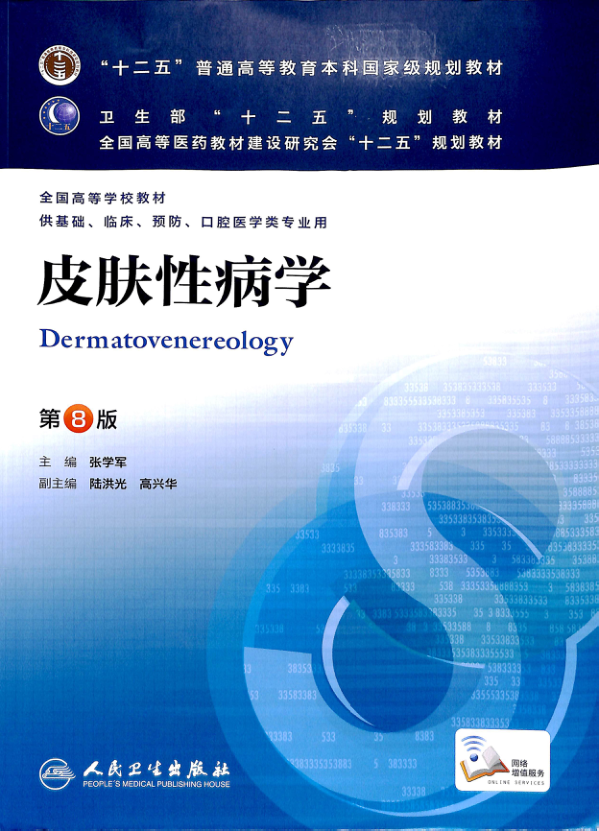 “十二五”普通高等教育本科国家级规划教材
十二五
卫生部“十二五”规划教材
全国高等医药教材建设研究会“十二五”规划教材
全国高等学校教材
供基础、临床、预防、口腔医学类专业用
皮肤性病学
Dermatovenereology
第8版
主 编 张学军
副主编 陆洪光 高兴华
人民卫生出版社
PEOPLE'S MEDICAL PUBLISHING HOUSE
网络
增值服务
ONLINE SERVICES